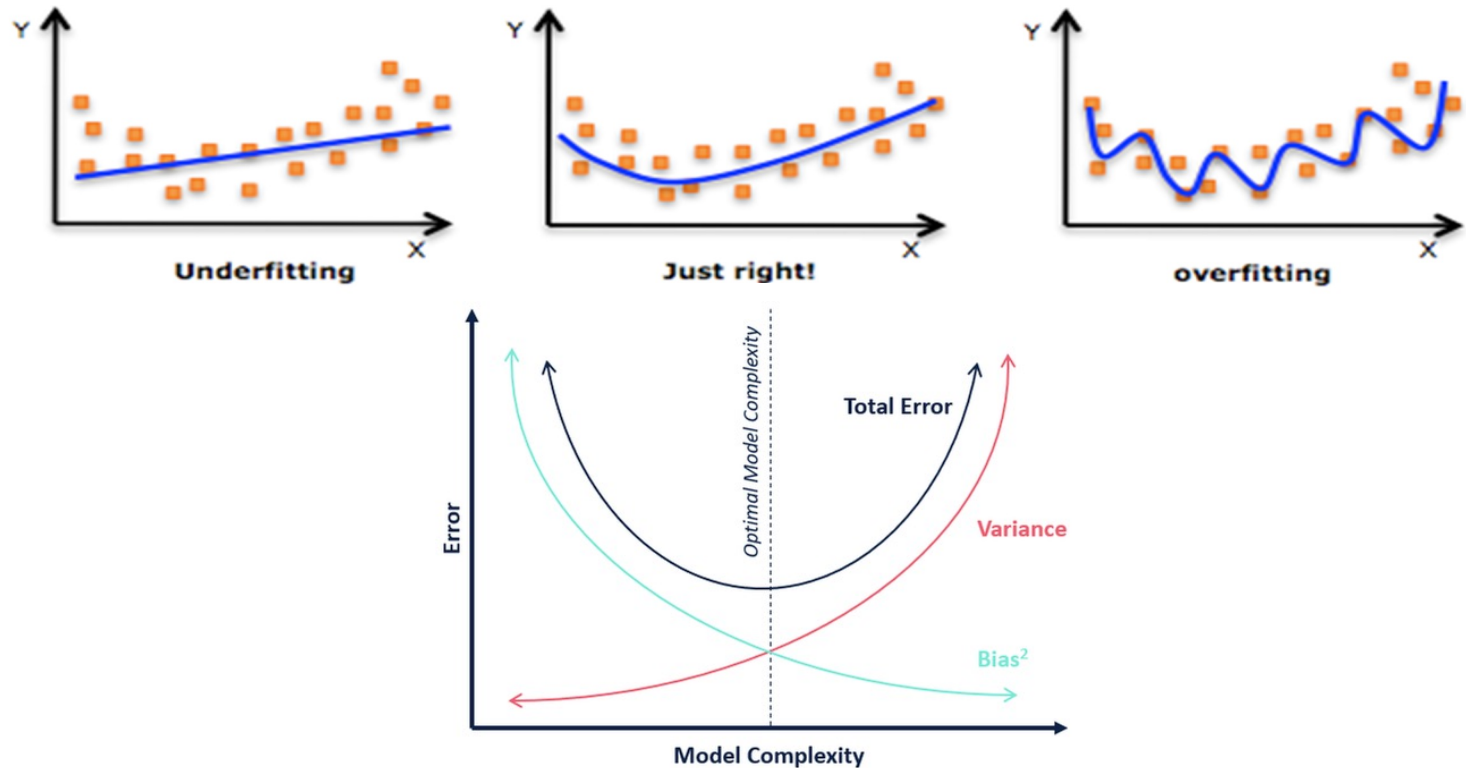 Y
X
Underfitting
Y
X
Just right!
Y
X
overfitting
Optimal Model Complexity
Total Error
Variance
Bias²
Error
Model Complexity